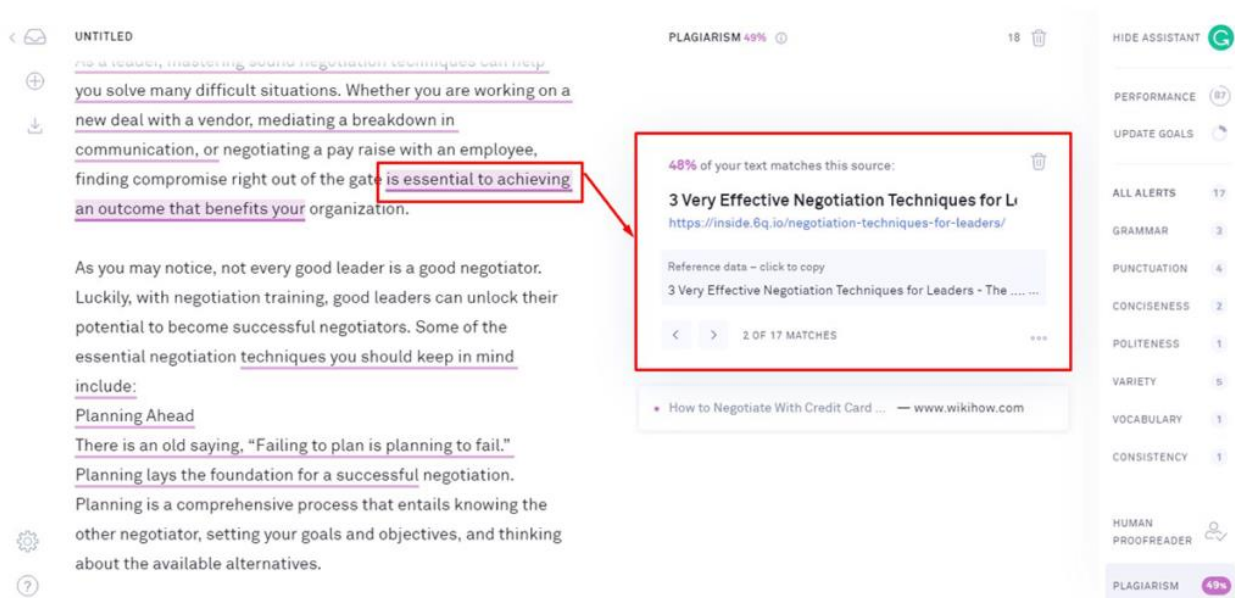 UNTITLED
As a leader, mastering sound negotiation techniques can help
you solve many difficult situations. Whether you are working on a
new deal with a vendor, mediating a breakdown in
communication, or negotiating a pay raise with an employee,
finding compromise right out of the gate is essential to achieving
an outcome that benefits your organization.
As you may notice, not every good leader is a good negotiator.
Luckily, with negotiation training, good leaders can unlock their
potential to become successful negotiators. Some of the
essential negotiation techniques you should keep in mind
include:
Planning Ahead
There is an old saying, “Failing to plan is planning to fail.”
Planning lays the foundation for a successful negotiation.
Planning is a comprehensive process that entails knowing the
other negotiator, setting your goals and objectives, and thinking
about the available alternatives.
PLAGIARISM 49% 18
48% of your text matches this source:
3 Very Effective Negotiation Techniques for L
https://inside.6q.io/negotiation-techniques-for-leaders/
Reference data – click to copy
3 Very Effective Negotiation Techniques for Leaders - The .... ...
2 OF 17 MATCHES
How to Negotiate With Credit Card ... — www.wikihow.com
HIDE ASSISTANT
PERFORMANCE 87
UPDATE GOALS
ALL ALERTS 17
GRAMMAR 3
PUNCTUATION 4
CONCISENESS 2
POLITENESS 1
VARIETY 5
VOCABULARY 1
CONSISTENCY 1
HUMAN
PROOFREADER
PLAGIARISM 49%